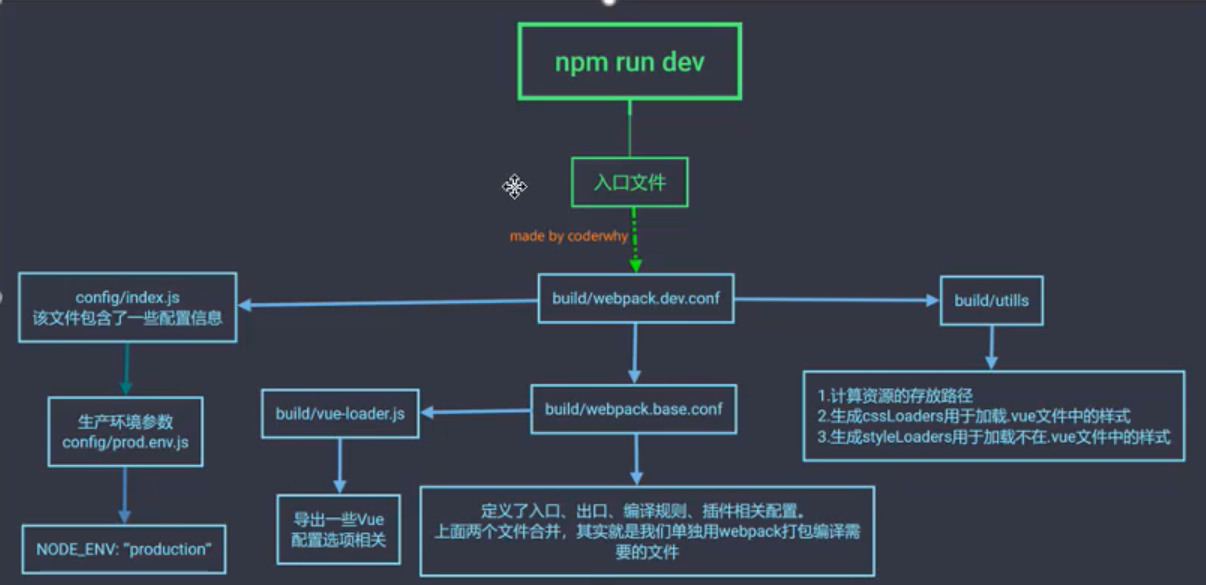 npm run dev
入口文件
made by coderwhy
config/index.js
该文件包含了一些配置信息
build/webpack.dev.conf
build/utills
生产环境参数
config/prod.env.js
build/vue-loader.js
build/webpack.base.conf
1.计算资源的存放路径
2.生成cssLoaders用于加载.vue文件中的样式
3.生成styleLoaders用于加载不在.vue文件中的样式
NODE_ENV: "production"
导出一些Vue
配置选项相关
定义了入口、出口、编译规则、插件相关配置。
上面两个文件合并，其实就是我们单独用webpack打包编译需
要的文件